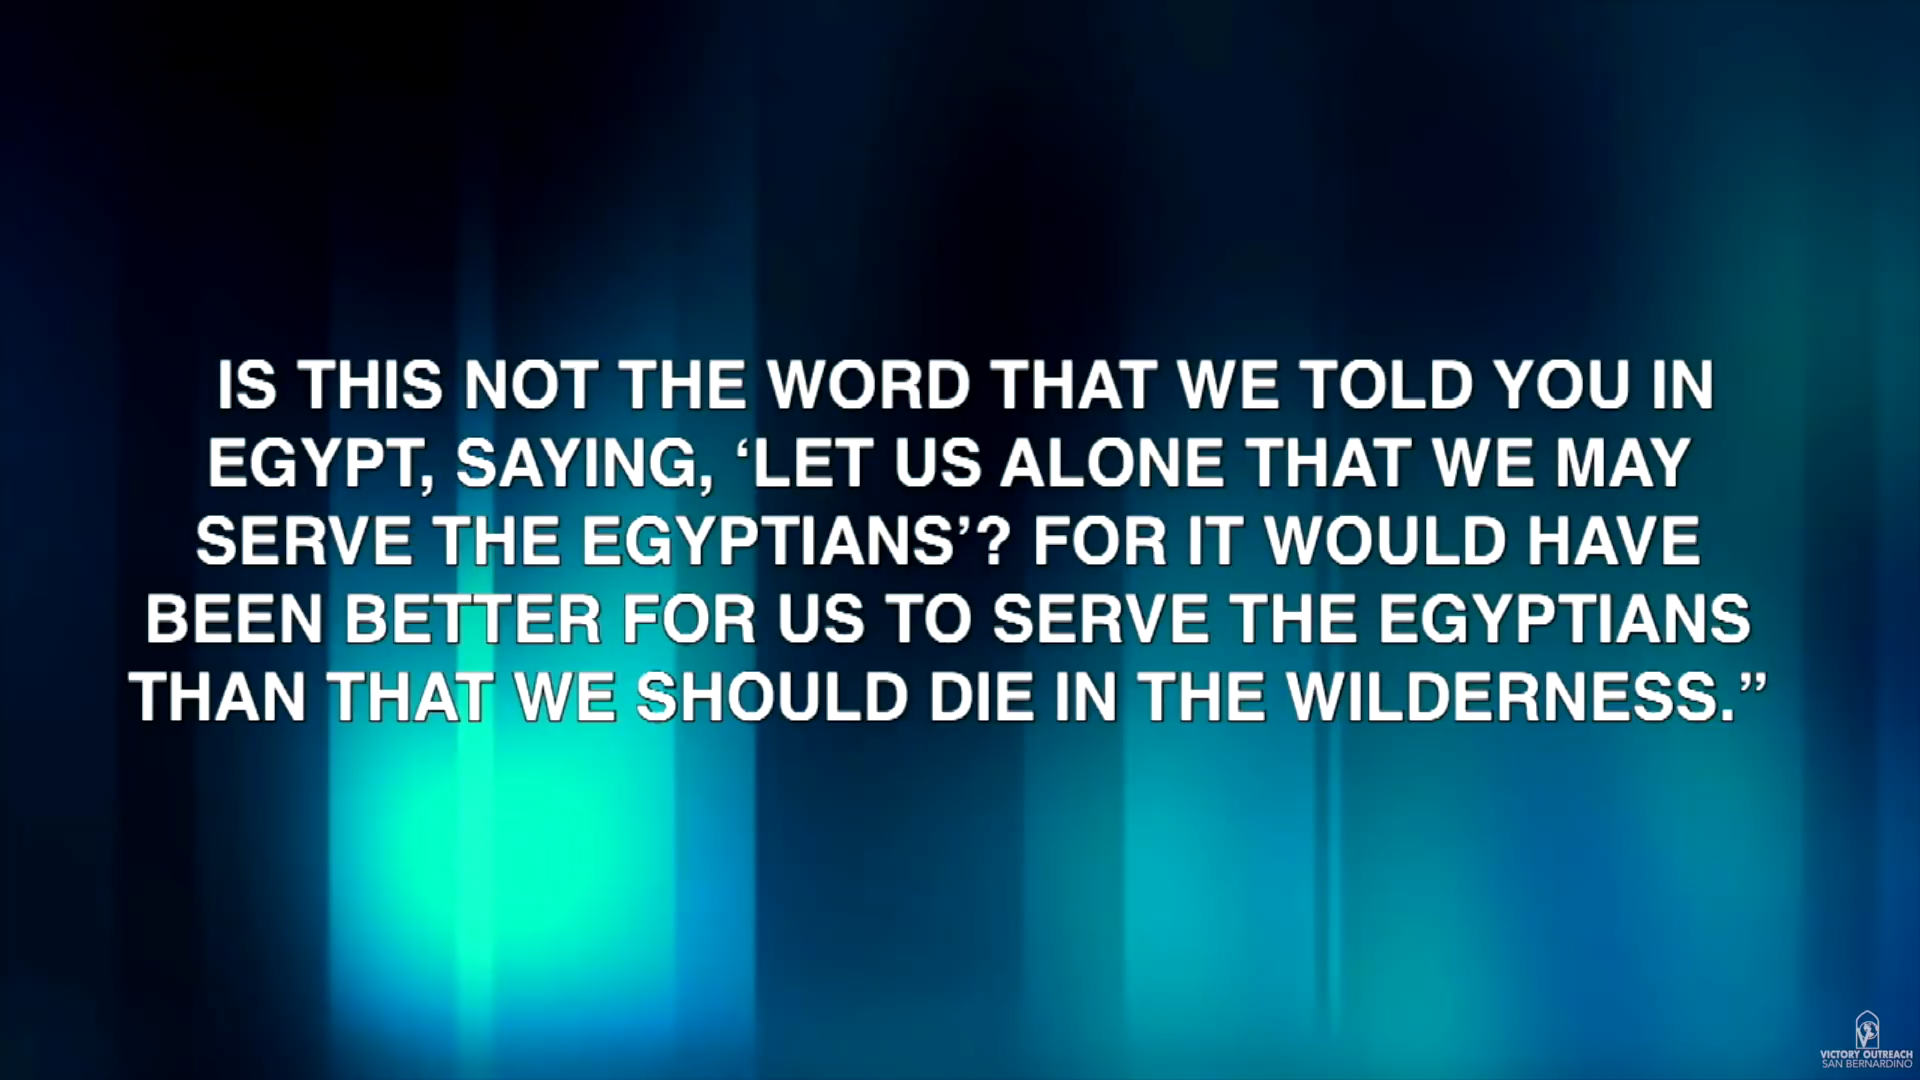 IS THIS NOT THE WORD THAT WE TOLD YOU IN
EGYPT, SAYING, ‘LET US ALONE THAT WE MAY
SERVE THE EGYPTIANS’? FOR IT WOULD HAVE
BEEN BETTER FOR US TO SERVE THE EGYPTIANS
THAN THAT WE SHOULD DIE IN THE WILDERNESS.”
VICTORY OUTREACH
SAN BERNARDINO